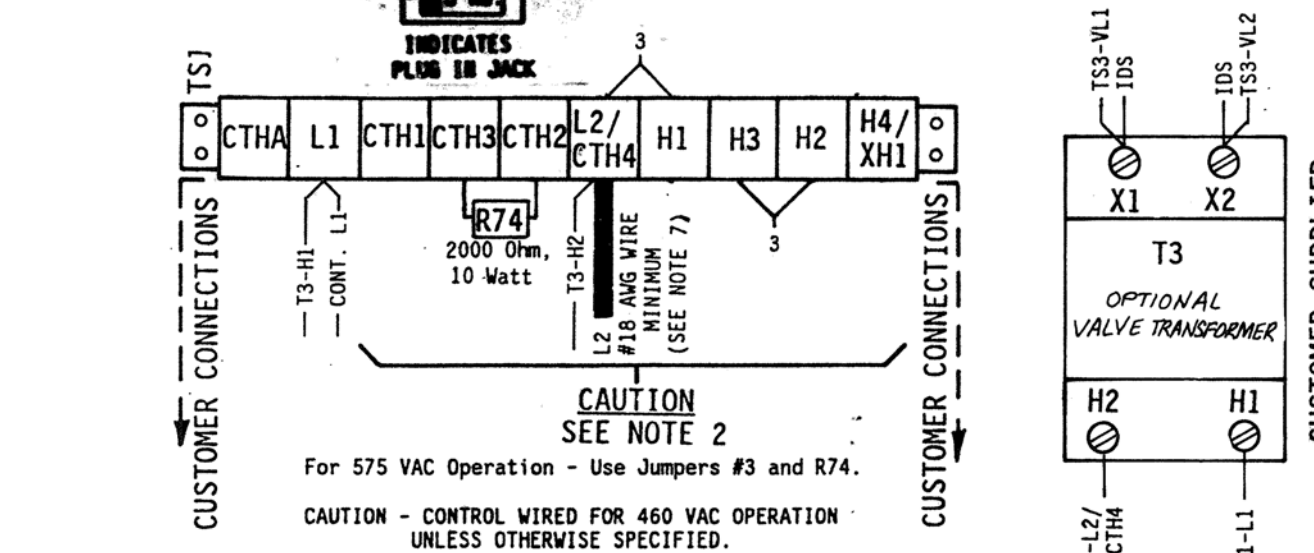 INDICATES
PLUG IN JACK
3
TSJ
CTHA
L1
CTH1
CTH3
CTH2
L2/
CTH4
H1
H3
H2
H4/
XH1
R74
2000 Ohm,
10 Watt
3
T3-H1
CONT. L1
T3-H2
L2
#18 AWG WIRE
MINIMUM
(SEE NOTE 7)
CUSTOMER CONNECTIONS
CUSTOMER CONNECTIONS
CAUTION
SEE NOTE 2
For 575 VAC Operation - Use Jumpers #3 and R74.
CAUTION - CONTROL WIRED FOR 460 VAC OPERATION
UNLESS OTHERWISE SPECIFIED.
TS3-VL1
IDS
IDS
TS3-VL2
X1
X2
T3
OPTIONAL
VALVE TRANSFORMER
H2
H1
-L2/
CTH4
1-L1